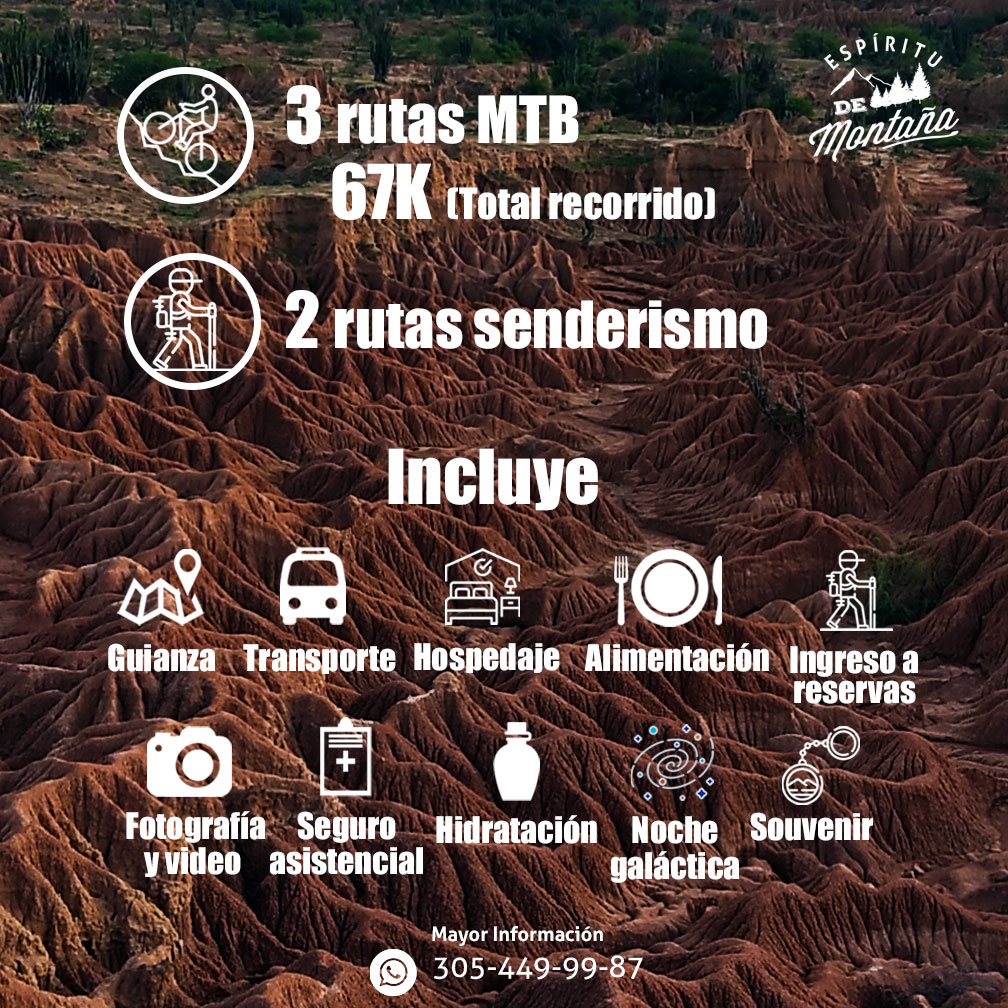 ESPÍRITU
DE
Montaña
3 rutas MTB
67K (Total recorrido)
2 rutas senderismo
Incluye
Guianza
Transporte
Hospedaje
Alimentación
Ingreso a
reservas
Fotografía
y video
Seguro
asistencial
Hidratación
Noche
galáctica
Souvenir
Mayor Información
305-449-99-87